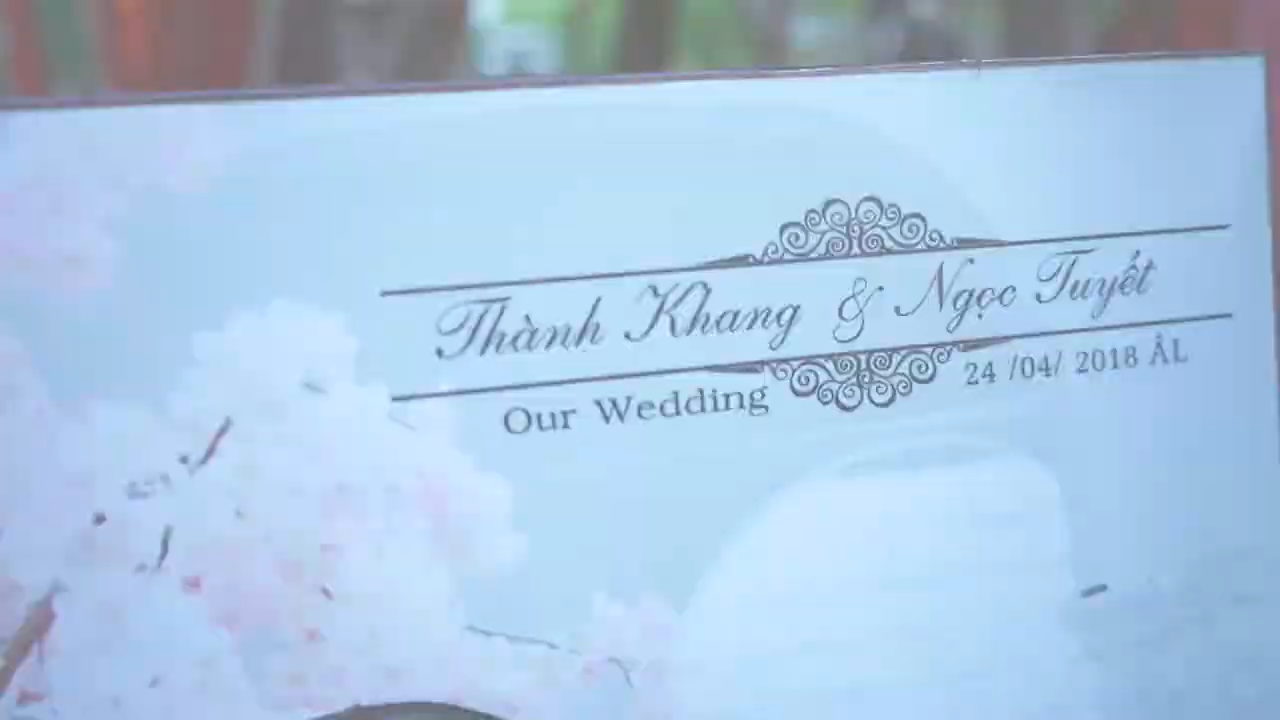 Thành Khang & Ngọc Tuyết
Our Wedding 24 /04/ 2018 ÂL